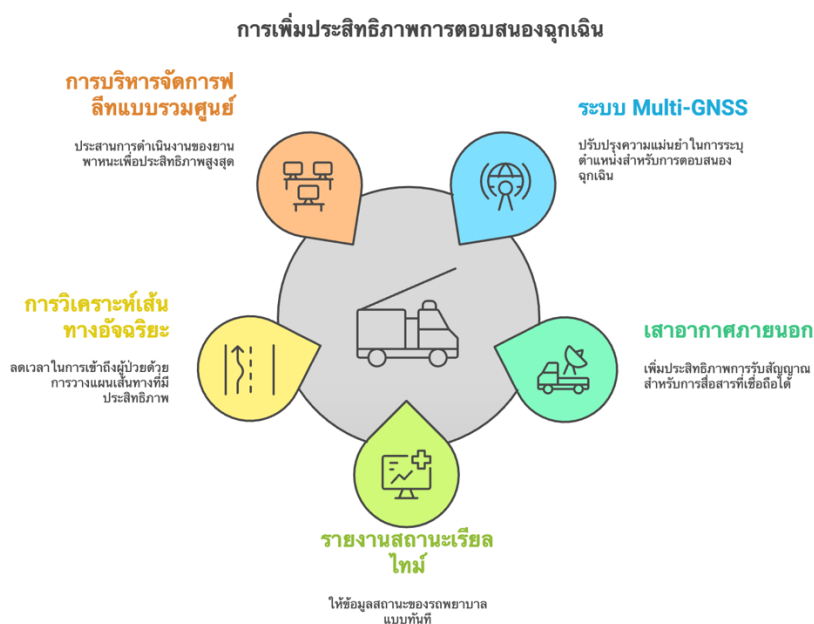 การเพิ่มประสิทธิภาพการตอบสนองฉุกเฉิน
การบริหารจัดการฟ
ลีทแบบรวมศูนย์
ประสานการดำเนินงานของยาน
พาหนะเพื่อประสิทธิภาพสูงสุด
ระบบ Multi-GNSS
ปรับปรุงความแม่นยำในการระบุ
ตำแหน่งสำหรับการตอบสนอง
ฉุกเฉิน
การวิเคราะห์เส้น
ทางอัจฉริยะ
ลดเวลาในการเข้าถึงผู้ป่วยด้วย
การวางแผนเส้นทางที่มี
ประสิทธิภาพ
เสาอากาศภายนอก
เพิ่มประสิทธิภาพการรับสัญญาณ
สำหรับการสื่อสารที่เชื่อถือได้
รายงานสถานะเรียล
ไทม์
ให้ข้อมูลสถานะของรถพยาบาล
แบบทันที